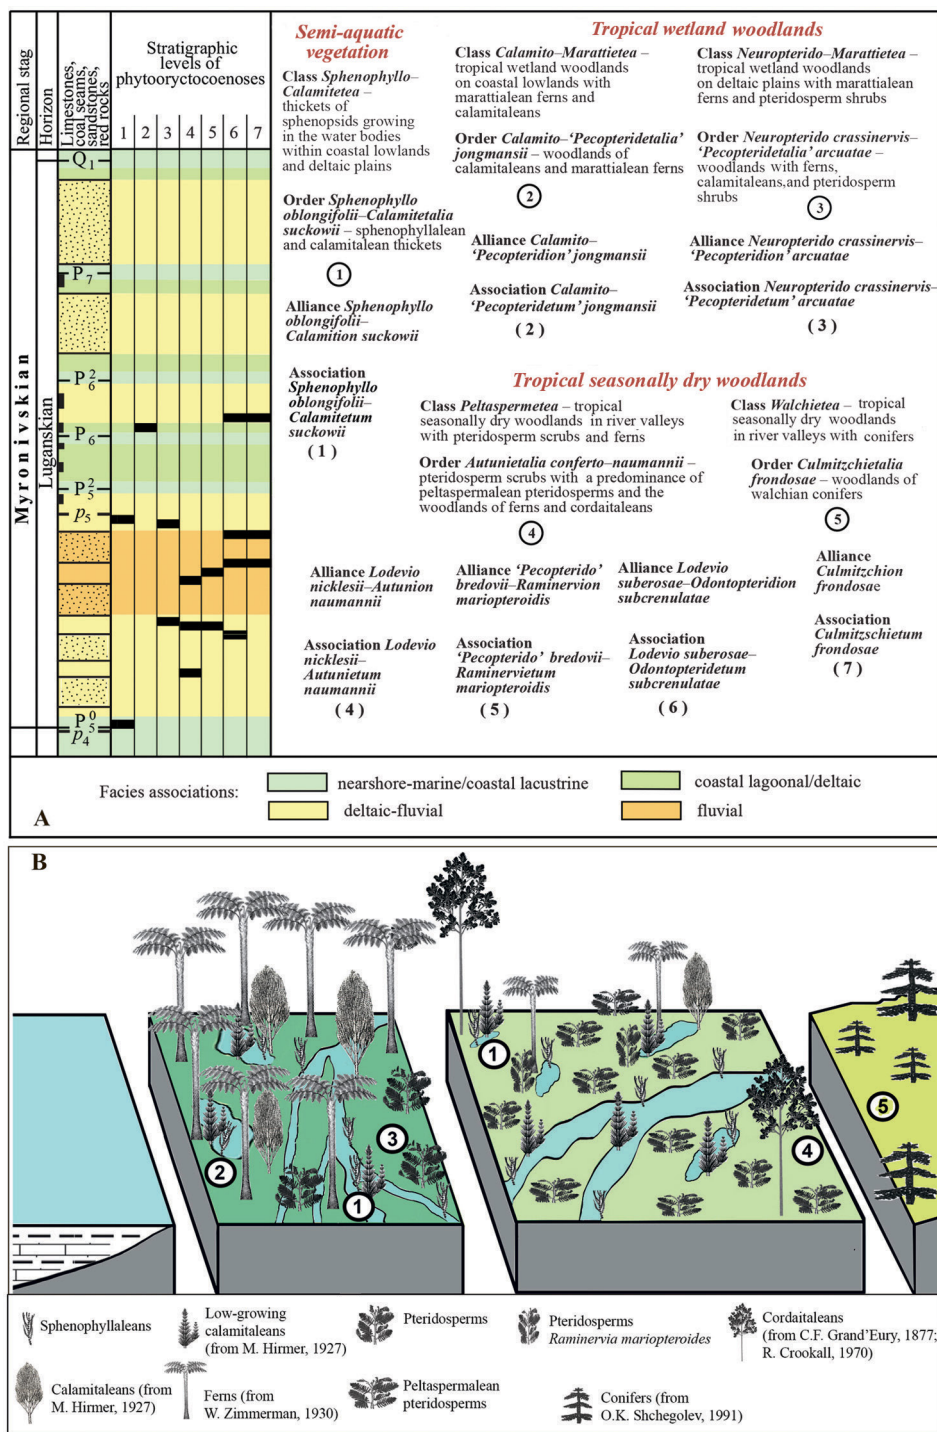 Regional stag
Horizon
Limestones,
coal seams,
sandstones,
red rocks
Stratigraphic
levels of
phytooryctocoenoses
1 2 3 4 5 6 7
Myronivskian
Luganskian
Q1
P7
P6 2
P6
P5 2
p5
P5 0
p4
Semi-aquatic
vegetation
Class Sphenophyllo–
Calamitetea –
thickets of
sphenopsids growing
in the water bodies
within coastal lowlands
and deltaic plains
Order Sphenophyllo
oblongifolii–Calamitetalia
suckowii – sphenophyllalean
and calamitalean thickets
1
Alliance Sphenophyllo
oblongifolii–
Calamition suckowii
Association
Sphenophyllo
oblongifolii–
Calamitetum
suckowii
( 1 )
Tropical wetland woodlands
Class Calamito–Marattietea –
tropical wetland woodlands
on coastal lowlands with
marattialean ferns and
calamitaleans
Order Calamito–‘Pecopteridetalia’
jongmansii – woodlands of
calamitaleans and marattialean ferns
2
Alliance Calamito–
‘Pecopteridion’ jongmansii
Association Calamito–
‘Pecopteridetum’ jongmansii
( 2 )
Class Neuropterido–Marattietea –
tropical wetland woodlands
on deltaic plains with marattialean
ferns and pteridosperm shrubs
Order Neuropterido crassinervis–
‘Pecopteridetalia’ arcuatae –
woodlands with ferns,
calamitaleans,and pteridosperm
shrubs
3
Alliance Neuropterido crassinervis–
‘Pecopteridion’ arcuatae
Association Neuropterido crassinervis–
‘Pecopteridetum’ arcuatae
( 3 )
Tropical seasonally dry woodlands
Class Peltaspermetea – tropical
seasonally dry woodlands in river valleys
with pteridosperm scrubs and ferns
Order Autunietalia conferto–naumannii –
pteridosperm scrubs with a predominance of
peltaspermalean pteridosperms and the
woodlands of ferns and cordaitaleans
4
Class Walchietea – tropical
seasonally dry woodlands
in river valleys with conifers
Order Culmitzchietalia
frondosae – woodlands of
walchian conifers
5
Alliance Lodevio
nicklesii–Autunion
naumannii
Association Lodevio
nicklesii–
Autunietum
naumannii
( 4 )
Alliance ‘Pecopterido’
bredovii–Raminervion
mariopteroidis
Association
‘Pecopterido’ bredovii–
Raminervietum
mariopteroidis
( 5 )
Alliance Lodevio
suberosae–Odontopteridion
subcrenulatae
Association
Lodevio suberosae–
Odontopteridetum
subcrenulatae
( 6 )
Alliance
Culmitzchion
frondosae
Association
Culmitzschietum
frondosae
( 7 )
A
Facies associations:
nearshore-marine/coastal lacustrine
coastal lagoonal/deltaic
deltaic-fluvial
fluvial
B
1
5
3
2
4
1
Sphenophyllaleans
Low-growing
calamitaleans
(from M. Hirmer, 1927)
Pteridosperms
Pteridosperms
Raminervia mariopteroides
Cordaitaleans
(from C.F. Grand’Eury, 1877;
R. Crookall, 1970)
Calamitaleans (from
M. Hirmer, 1927)
Ferns (from
W. Zimmerman, 1930)
Peltaspermalean
pteridosperms
Conifers (from
O.K. Shchegolev, 1991)